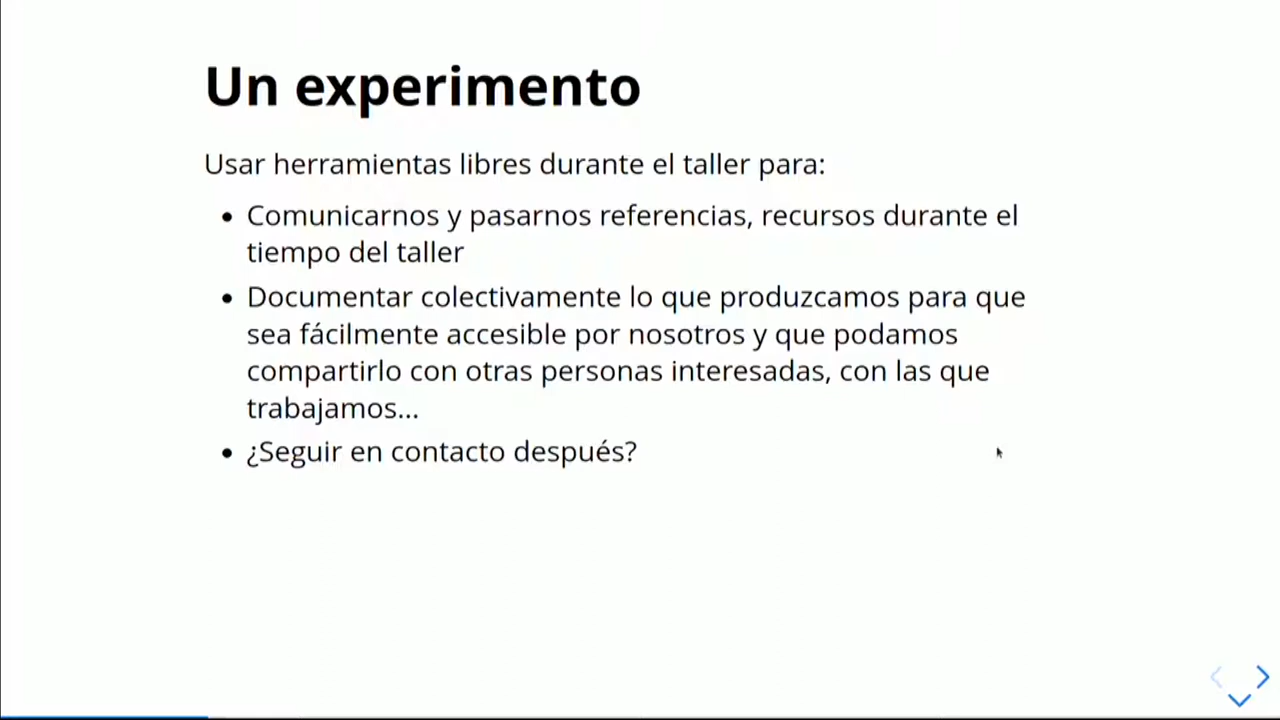 Un experimento
Usar herramientas libres durante el taller para:
• Comunicarnos y pasarnos referencias, recursos durante el
tiempo del taller
• Documentar colectivamente lo que produzcamos para que
sea fácilmente accesible por nosotros y que podamos
compartirlo con otras personas interesadas, con las que
trabajamos...
• ¿Seguir en contacto después?